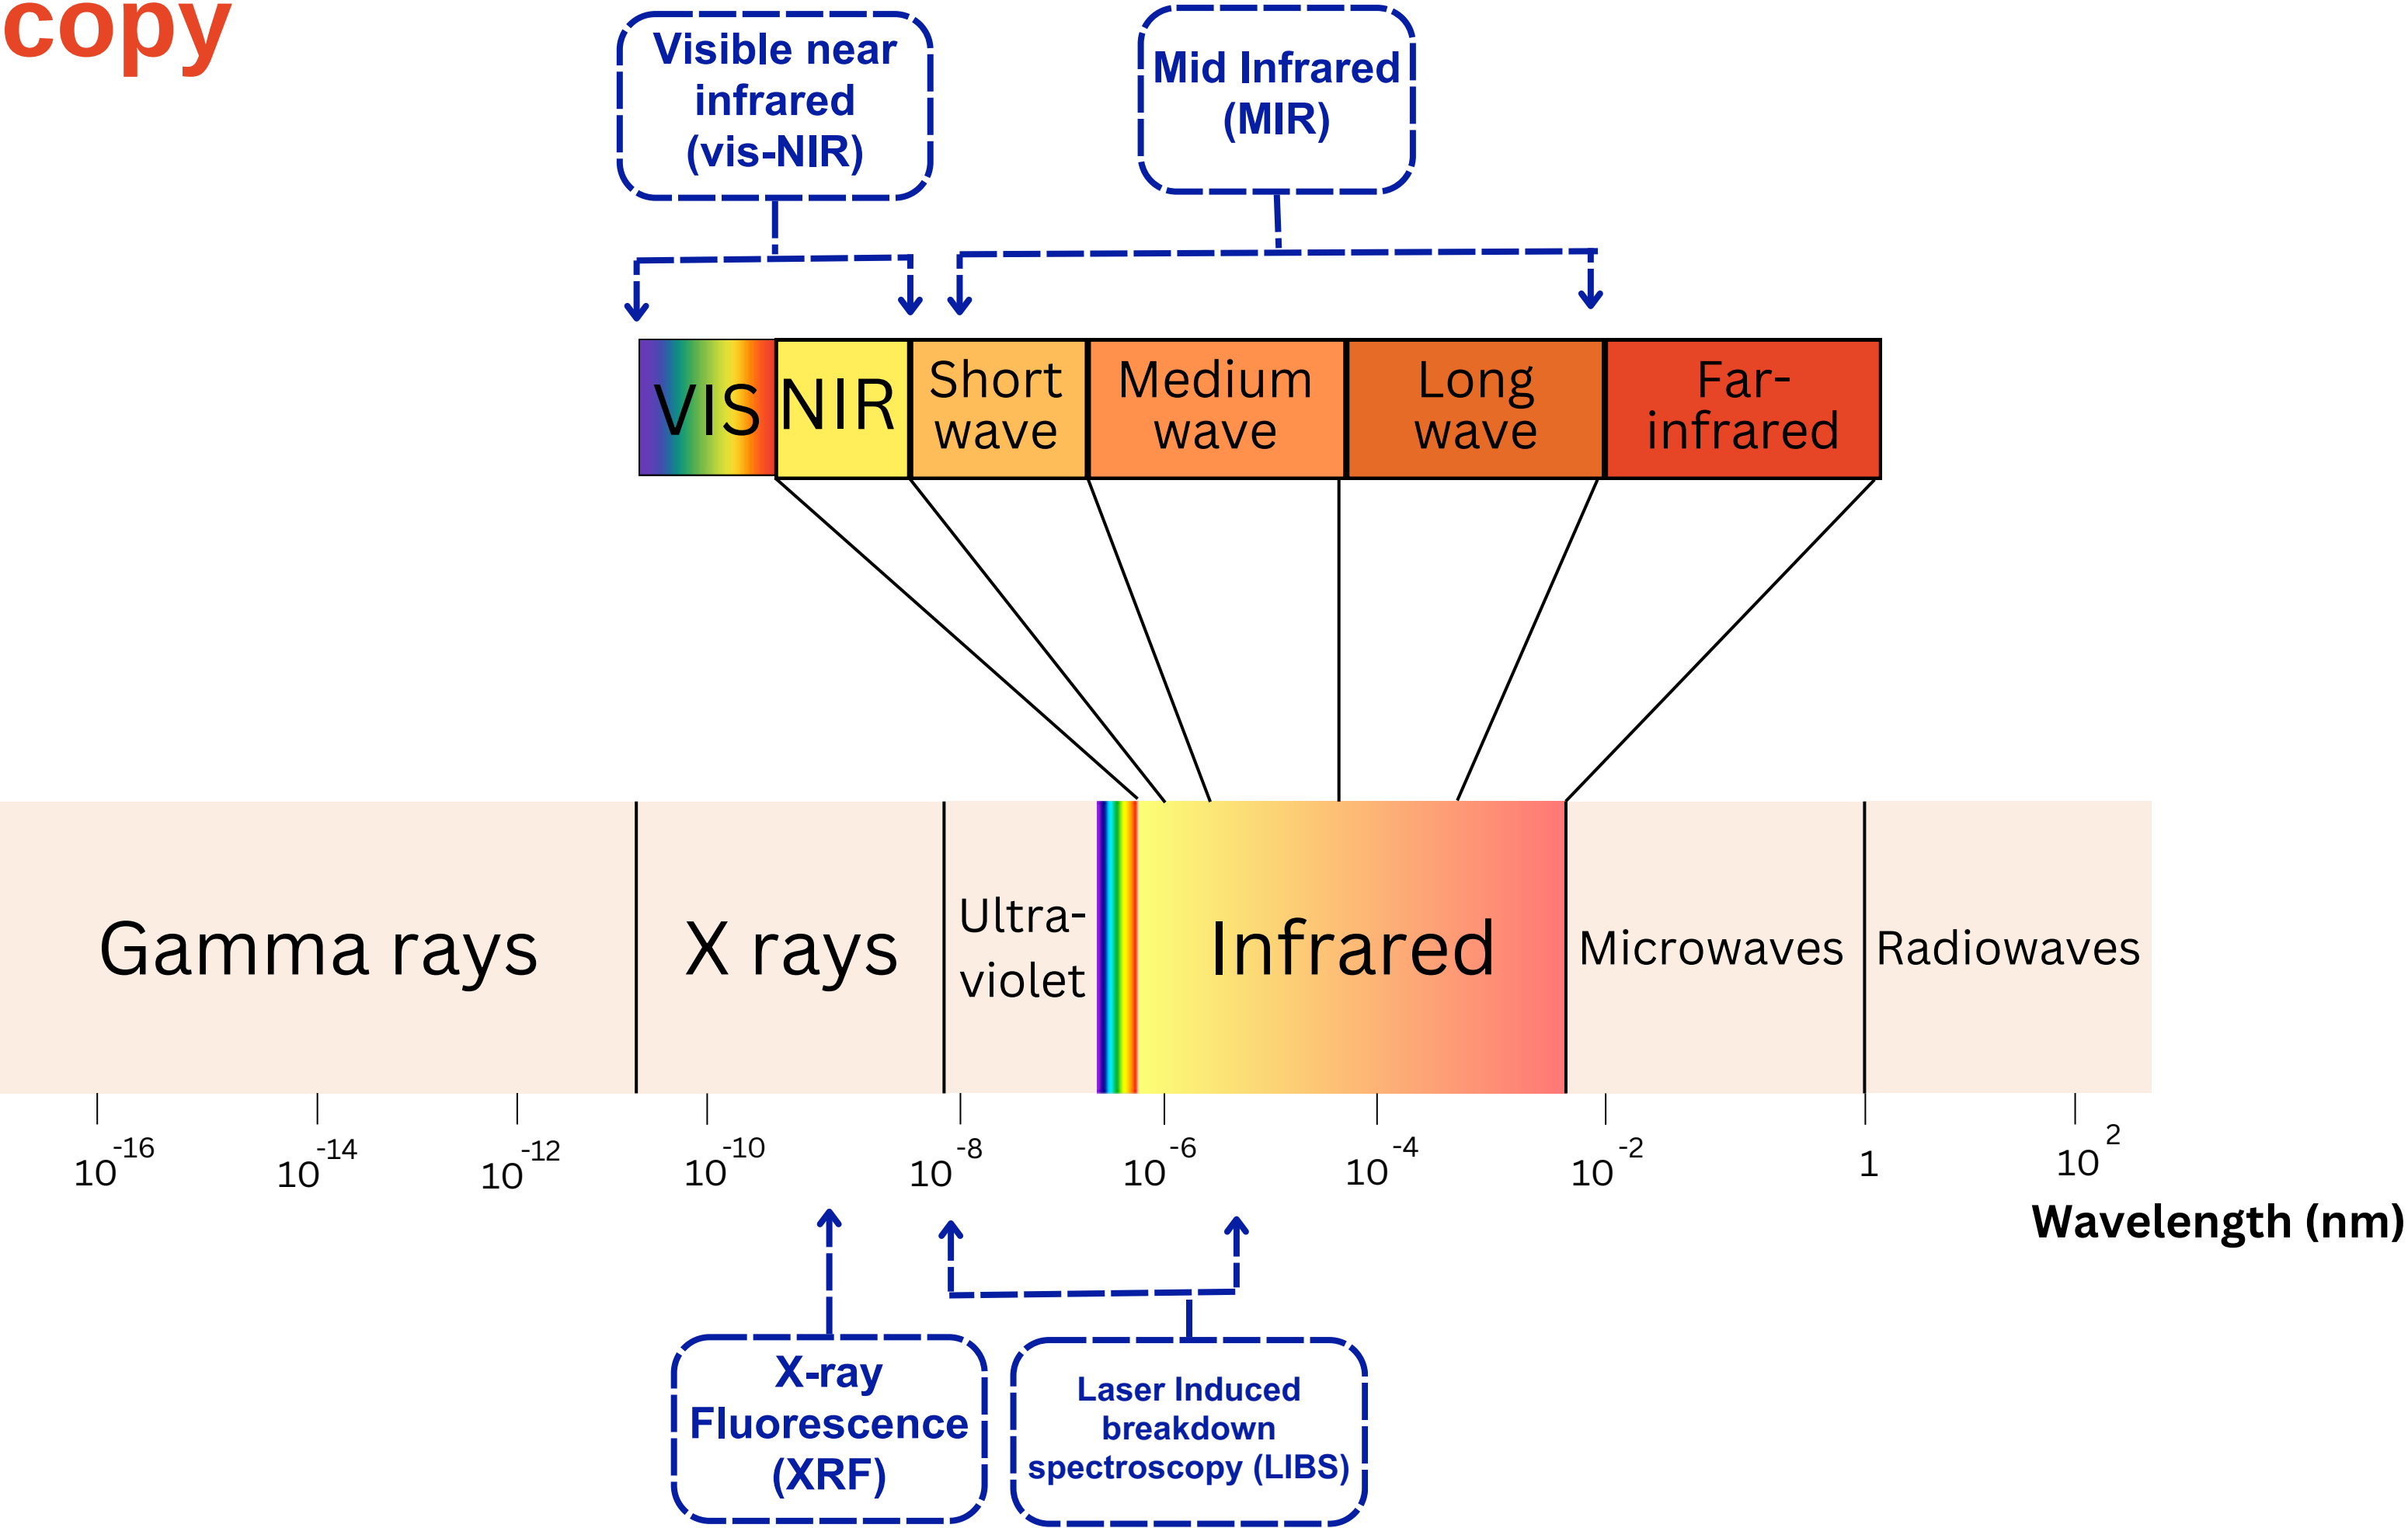 copy
Visible near
infrared
(vis-NIR)
Mid Infrared
(MIR)
VIS
NIR
Short
wave
Medium
wave
Long
wave
Far-
infrared
Gamma rays
X rays
Ultra-
violet
Infrared
Microwaves
Radiowaves
10^-16
10^-14
10^-12
10^-10
10^-8
10^-6
10^-4
10^-2
1
10^2
Wavelength (nm)
X-ray
Fluorescence
(XRF)
Laser Induced
breakdown
spectroscopy (LIBS)